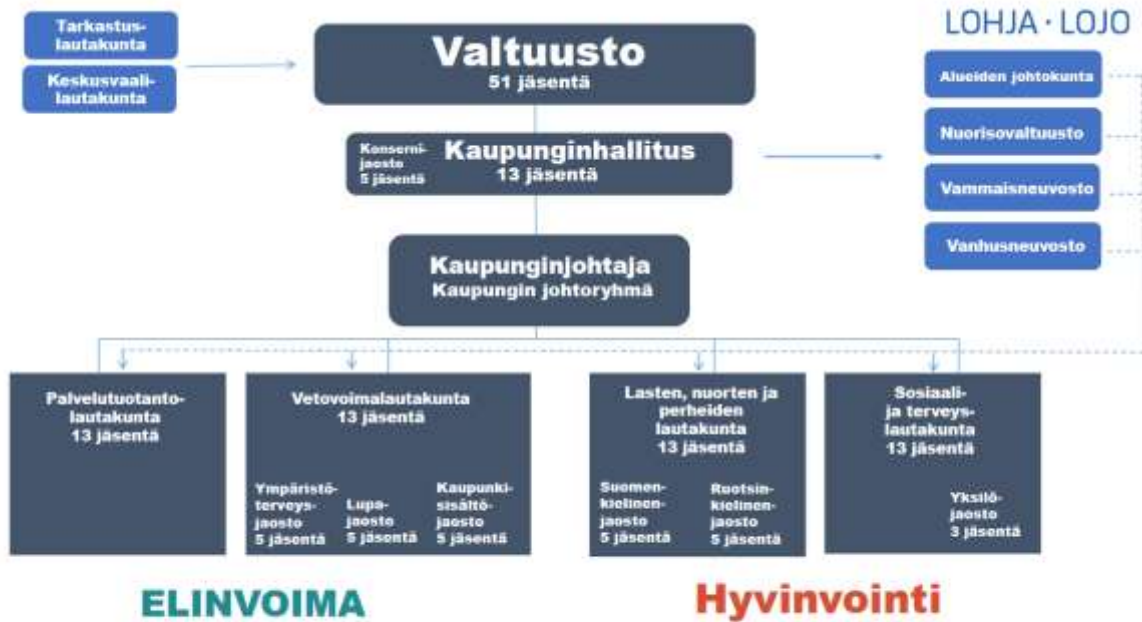 Tarkastus-
lautakunta
Keskusvaali-
lautakunta
Valtuusto
51 jäsentä
LOHJA · LOJO
Alueiden johtokunta
Nuorisovaltuusto
Vammaisneuvosto
Vanhusneuvosto
Konserni-
jaosto
5 jäsentä
Kaupunginhallitus
13 jäsentä
Kaupunginjohtaja
Kaupungin johtoryhmä
Palvelutuotanto-
lautakunta
13 jäsentä
Vetovoimalautakunta
13 jäsentä
Ympäristö-
terveys-
jaosto
5 jäsentä
Lupa-
jaosto
5 jäsentä
Kaupunki-
sisältö-
jaosto
5 jäsentä
Lasten, nuorten ja
perheiden
lautakunta
13 jäsentä
Suomen-
kielinen-
jaosto
5 jäsentä
Ruotsin-
kielinen-
jaosto
5 jäsentä
Sosiaali-
ja terveys-
lautakunta
13 jäsentä
Yksilö-
jaosto
3 jäsentä
ELINVOIMA
Hyvinvointi